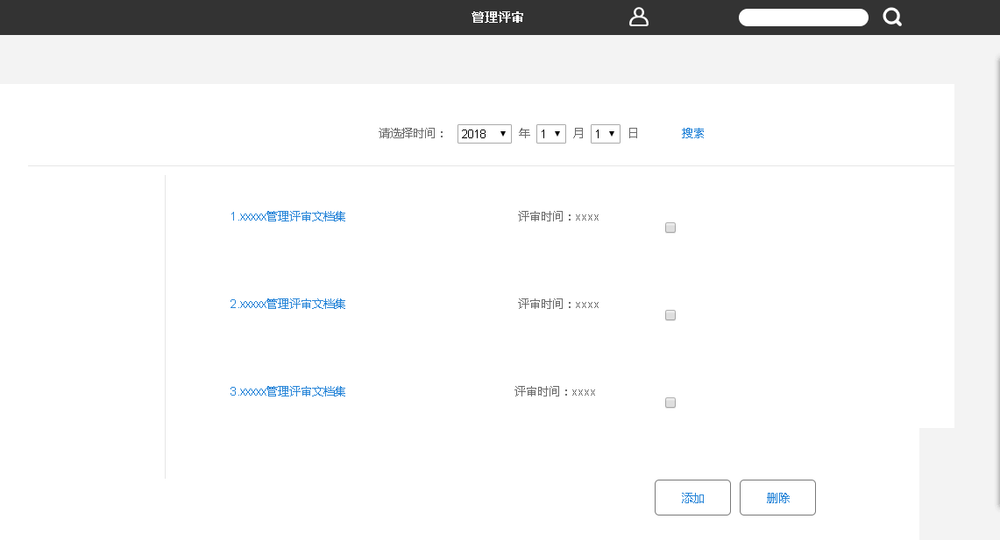 管理评审
请选择时间： 2018 年 1 月 1 日 搜索
1.xxxxx管理评审文档集 评审时间：xxxx
2.xxxxx管理评审文档集 评审时间：xxxx
3.xxxxx管理评审文档集 评审时间：xxxx
添加 删除